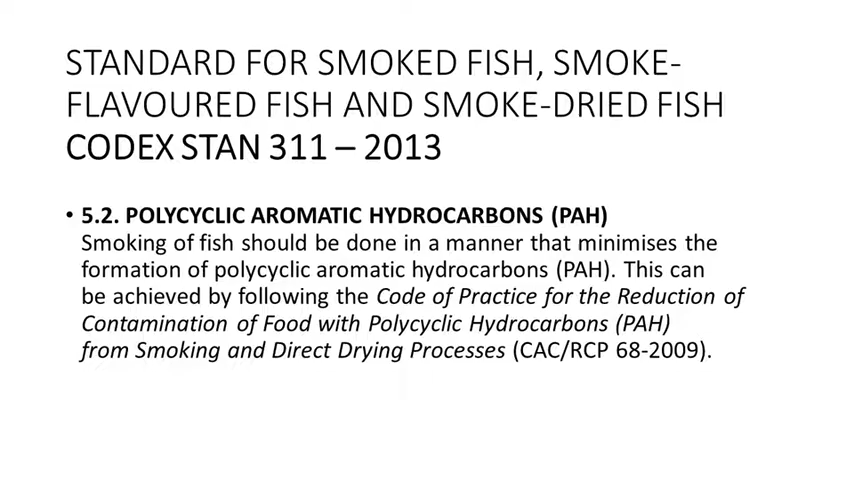 STANDARD FOR SMOKED FISH, SMOKE-
FLAVOURED FISH AND SMOKE-DRIED FISH
CODEX STAN 311 – 2013
• 5.2. POLYCYCLIC AROMATIC HYDROCARBONS (PAH)
Smoking of fish should be done in a manner that minimises the
formation of polycyclic aromatic hydrocarbons (PAH). This can
be achieved by following the Code of Practice for the Reduction of
Contamination of Food with Polycyclic Hydrocarbons (PAH)
from Smoking and Direct Drying Processes (CAC/RCP 68-2009).